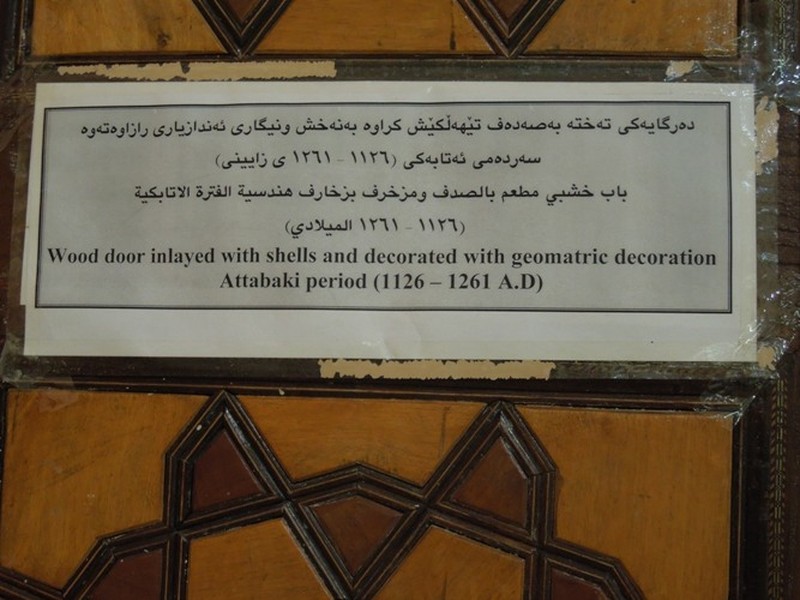 دەرگایەکی تەختە بەصەدەف تێهەڵکێش کراوە بەنەخش ونیگاری ئەندازیاری رازاوەتەوە
سەردەمی ئەتابەکی (١١٢٦ - ١٢٦١ ی زایینی)
باب خشبي مطعم بالصدف ومزخرف بزخارف هندسية الفترة الاتابكية
(١١٢٦ - ١٢٦١ الميلادي)
Wood door inlayed with shells and decorated with geomatric decoration
Attabaki period (1126 – 1261 A.D)